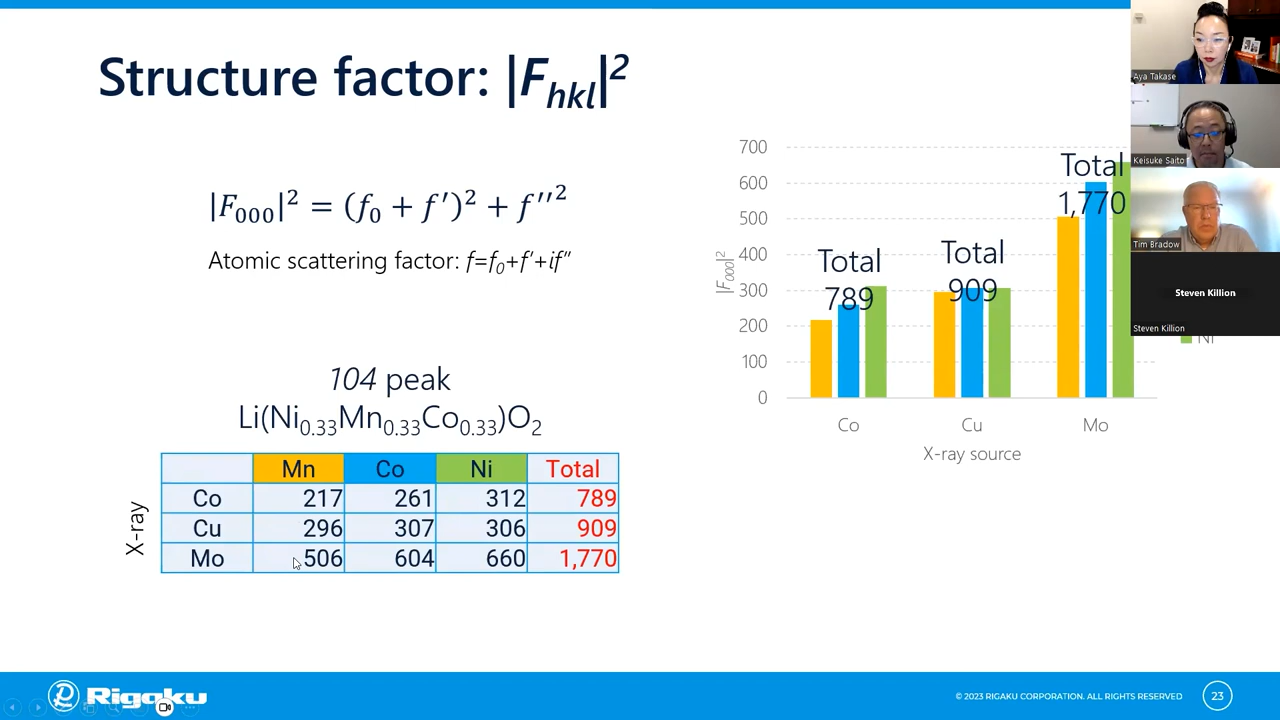 Structure factor: |F_hkl|²
|F₀₀₀|² = (f₀ + f′)² + f′′²
Atomic scattering factor: f=f₀+f′+if″
104 peak
Li(Ni₀.₃₃Mn₀.₃₃Co₀.₃₃)O₂
Mn Co Ni Total
X-ray
Co 217 261 312 789
Cu 296 307 306 909
Mo 506 604 660 1,770
700
600
500
400
300
200
100
0
|F₀₀₀|²
Total
789
Total
909
Total
1,770
Co Cu Mo
X-ray source
Ni
Aya Takase
Keisuke Saito
Tim Bradow
Steven Killion
Steven Killion
Rigaku
© 2023 RIGAKU CORPORATION. ALL RIGHTS RESERVED
23